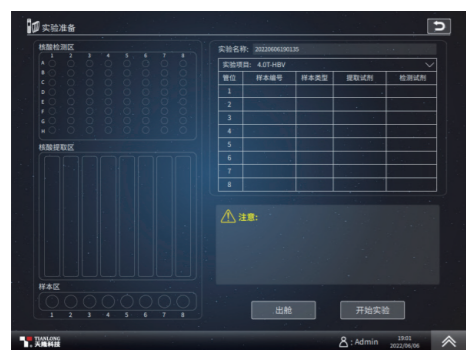 实验准备
核酸检测区
1 2 3 4 5 6 7 8
A
B
C
D
E
F
G
H
核酸提取区
样本区
1 2 3 4 5 6 7 8
实验名称: 20220606190135
实验项目: 4.0T-HBV
管位 样本编号 样本类型 提取试剂 检测试剂
1
2
3
4
5
6
7
8
注意:
出舱 开始实验
TIANLONG
天隆科技
: Admin
19:01
2022/06/06